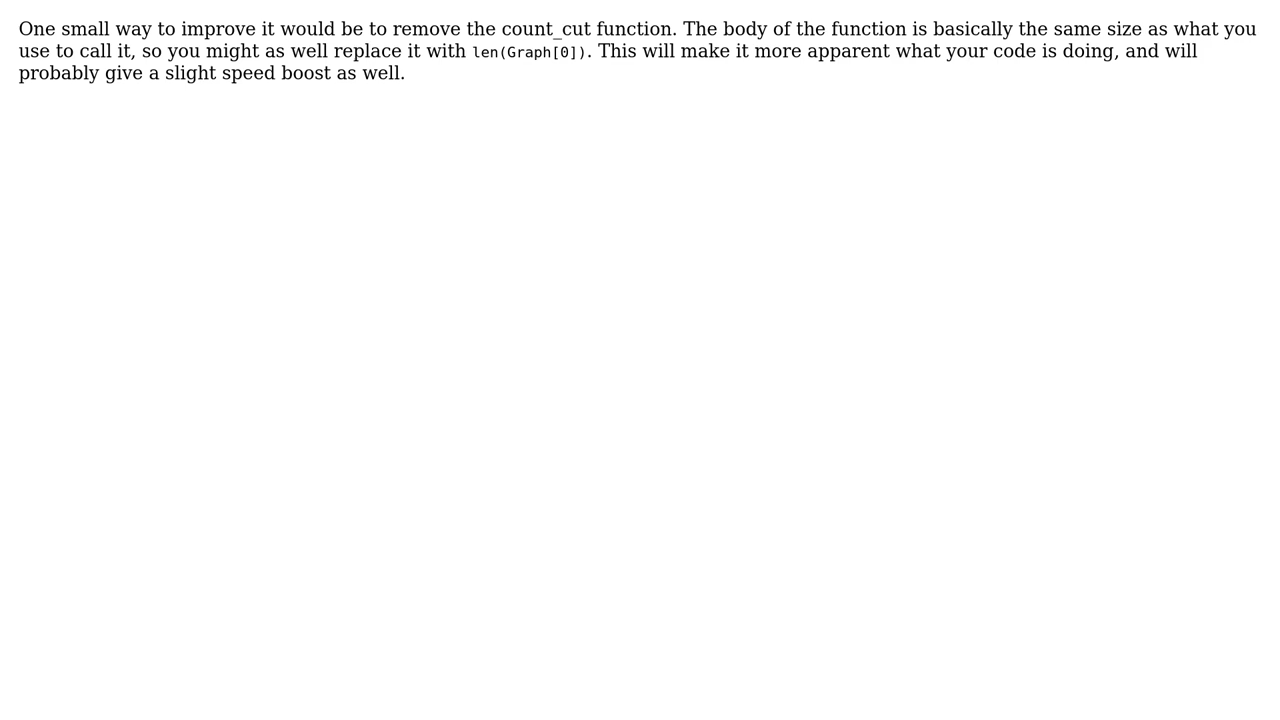 One small way to improve it would be to remove the count_cut function. The body of the function is basically the same size as what you
use to call it, so you might as well replace it with len(Graph[0]). This will make it more apparent what your code is doing, and will
probably give a slight speed boost as well.